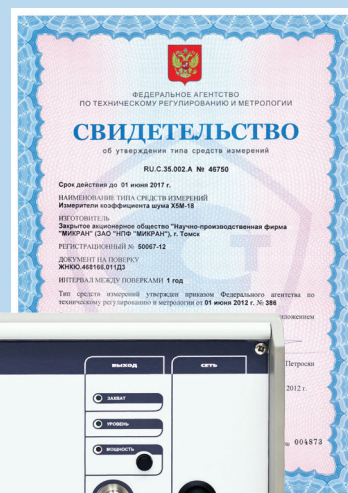 ФЕДЕРАЛЬНОЕ АГЕНТСТВО
ПО ТЕХНИЧЕСКОМУ РЕГУЛИРОВАНИЮ И МЕТРОЛОГИИ
СВИДЕТЕЛЬСТВО
об утверждении типа средств измерений
RU.C.35.002.A № 46750
Срок действия до 01 июня 2017 г.
НАИМЕНОВАНИЕ ТИПА СРЕДСТВ ИЗМЕРЕНИЙ
Измерители коэффициента шума Х5М-18
ИЗГОТОВИТЕЛЬ
Закрытое акционерное общество "Научно-производственная фирма
"МИКРАН" (ЗАО "НПФ "МИКРАН"), г. Томск
РЕГИСТРАЦИОННЫЙ № 50067-12
ДОКУМЕНТ НА ПОВЕРКУ
ЖНКЮ.468166.011Д3
ИНТЕРВАЛ МЕЖДУ ПОВЕРКАМИ 1 год
Тип средств измерений утвержден приказом Федерального агентства по
техническому регулированию и метрологии от 01 июня 2012 г. № 386
иложением
Петросян
2012 г.
№ 004873
ВЫХОД
СЕТЬ
ЗАХВАТ
УРОВЕНЬ
МОЩНОСТЬ